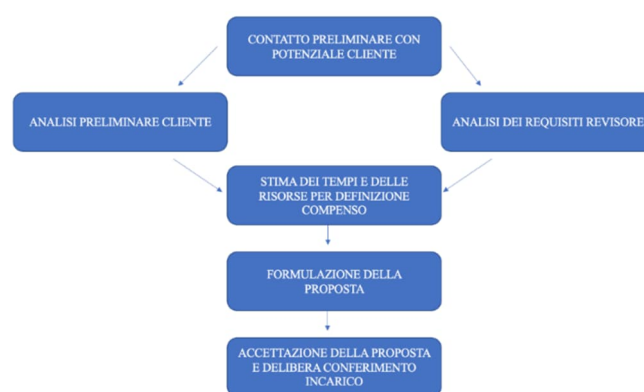 CONTATTO PRELIMINARE CON
POTENZIALE CLIENTE
ANALISI PRELIMINARE CLIENTE
ANALISI DEI REQUISITI REVISORE
STIMA DEI TEMPI E DELLE
RISORSE PER DEFINIZIONE
COMPENSO
FORMULAZIONE DELLA
PROPOSTA
ACCETTAZIONE DELLA PROPOSTA
E DELIBERA CONFERIMENTO
INCARICO